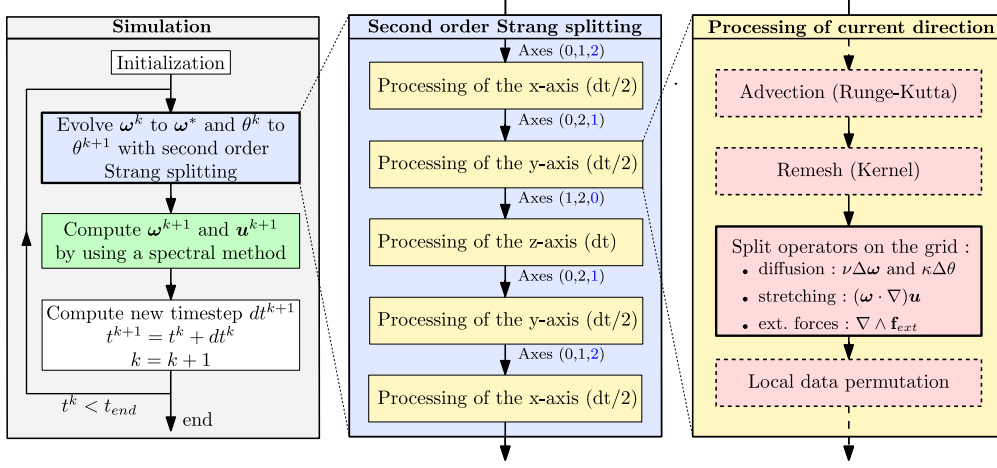 Simulation
Initialization
Evolve ω^k to ω^* and θ^k to
θ^{k+1} with second order
Strang splitting
Compute ω^{k+1} and u^{k+1}
by using a spectral method
Compute new timestep dt^{k+1}
t^{k+1} = t^k + dt^k
k = k + 1
t^k < t_{end}
end
Second order Strang splitting
Axes (0,1,2)
Processing of the x-axis (dt/2)
Axes (0,2,1)
Processing of the y-axis (dt/2)
Axes (1,2,0)
Processing of the z-axis (dt)
Axes (0,2,1)
Processing of the y-axis (dt/2)
Axes (0,1,2)
Processing of the x-axis (dt/2)
Processing of current direction
Advection (Runge-Kutta)
Remesh (Kernel)
Split operators on the grid :
• diffusion : νΔω and κΔθ
• stretching : (ω · ∇)u
• ext. forces : ∇ ∧ f_{ext}
Local data permutation